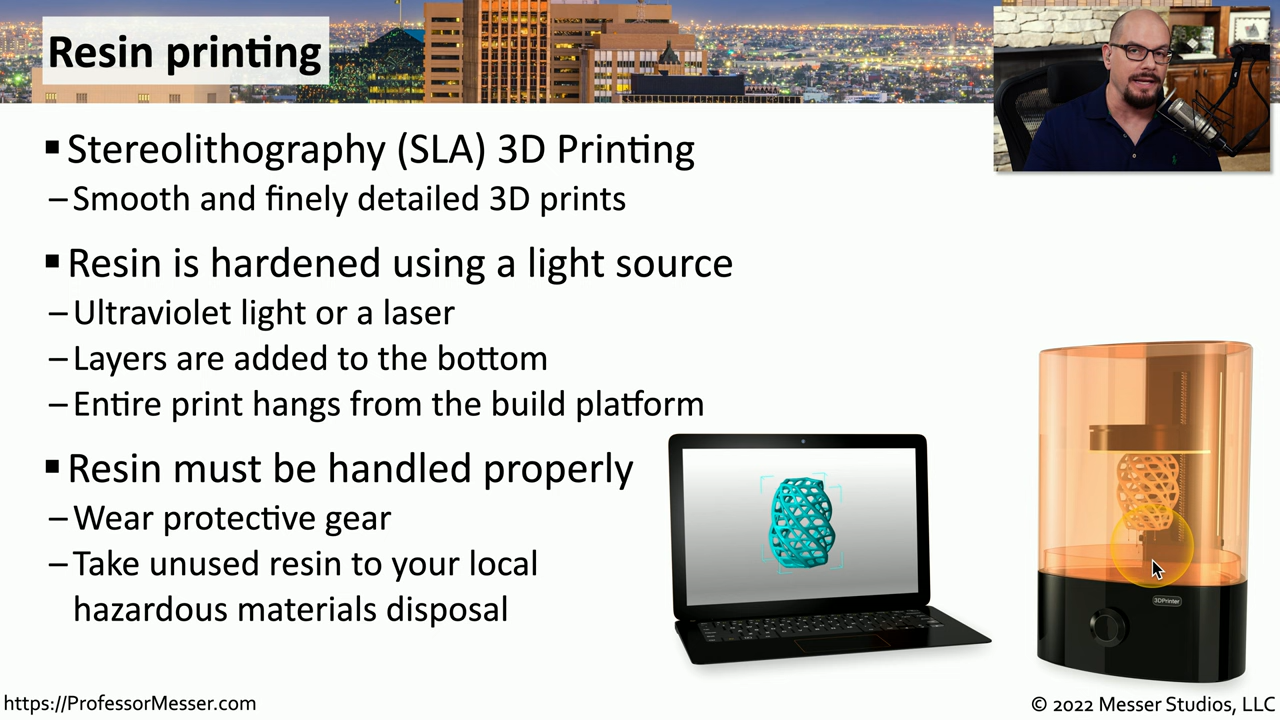 Resin printing
▪ Stereolithography (SLA) 3D Printing
– Smooth and finely detailed 3D prints
▪ Resin is hardened using a light source
– Ultraviolet light or a laser
– Layers are added to the bottom
– Entire print hangs from the build platform
▪ Resin must be handled properly
– Wear protective gear
– Take unused resin to your local
hazardous materials disposal
3DPrinter
https://ProfessorMesser.com
© 2022 Messer Studios, LLC